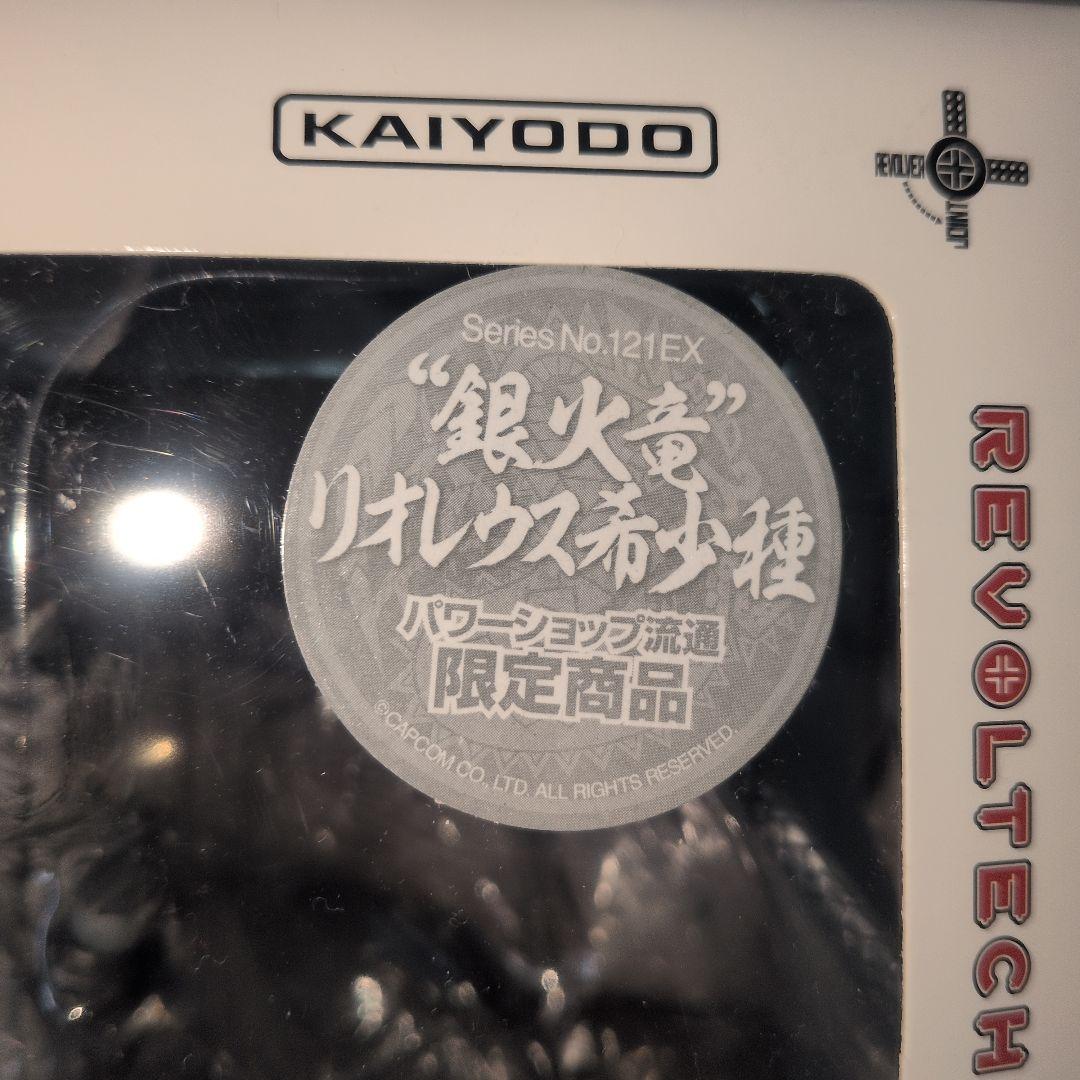 KAIYODO
REVOLVER
JOINT
Series No.121EX
“銀火竜”
リオレウス希少種
パワーショップ流通
限定商品
©CAPCOM CO., LTD. ALL RIGHTS RESERVED.
REVOLTECH